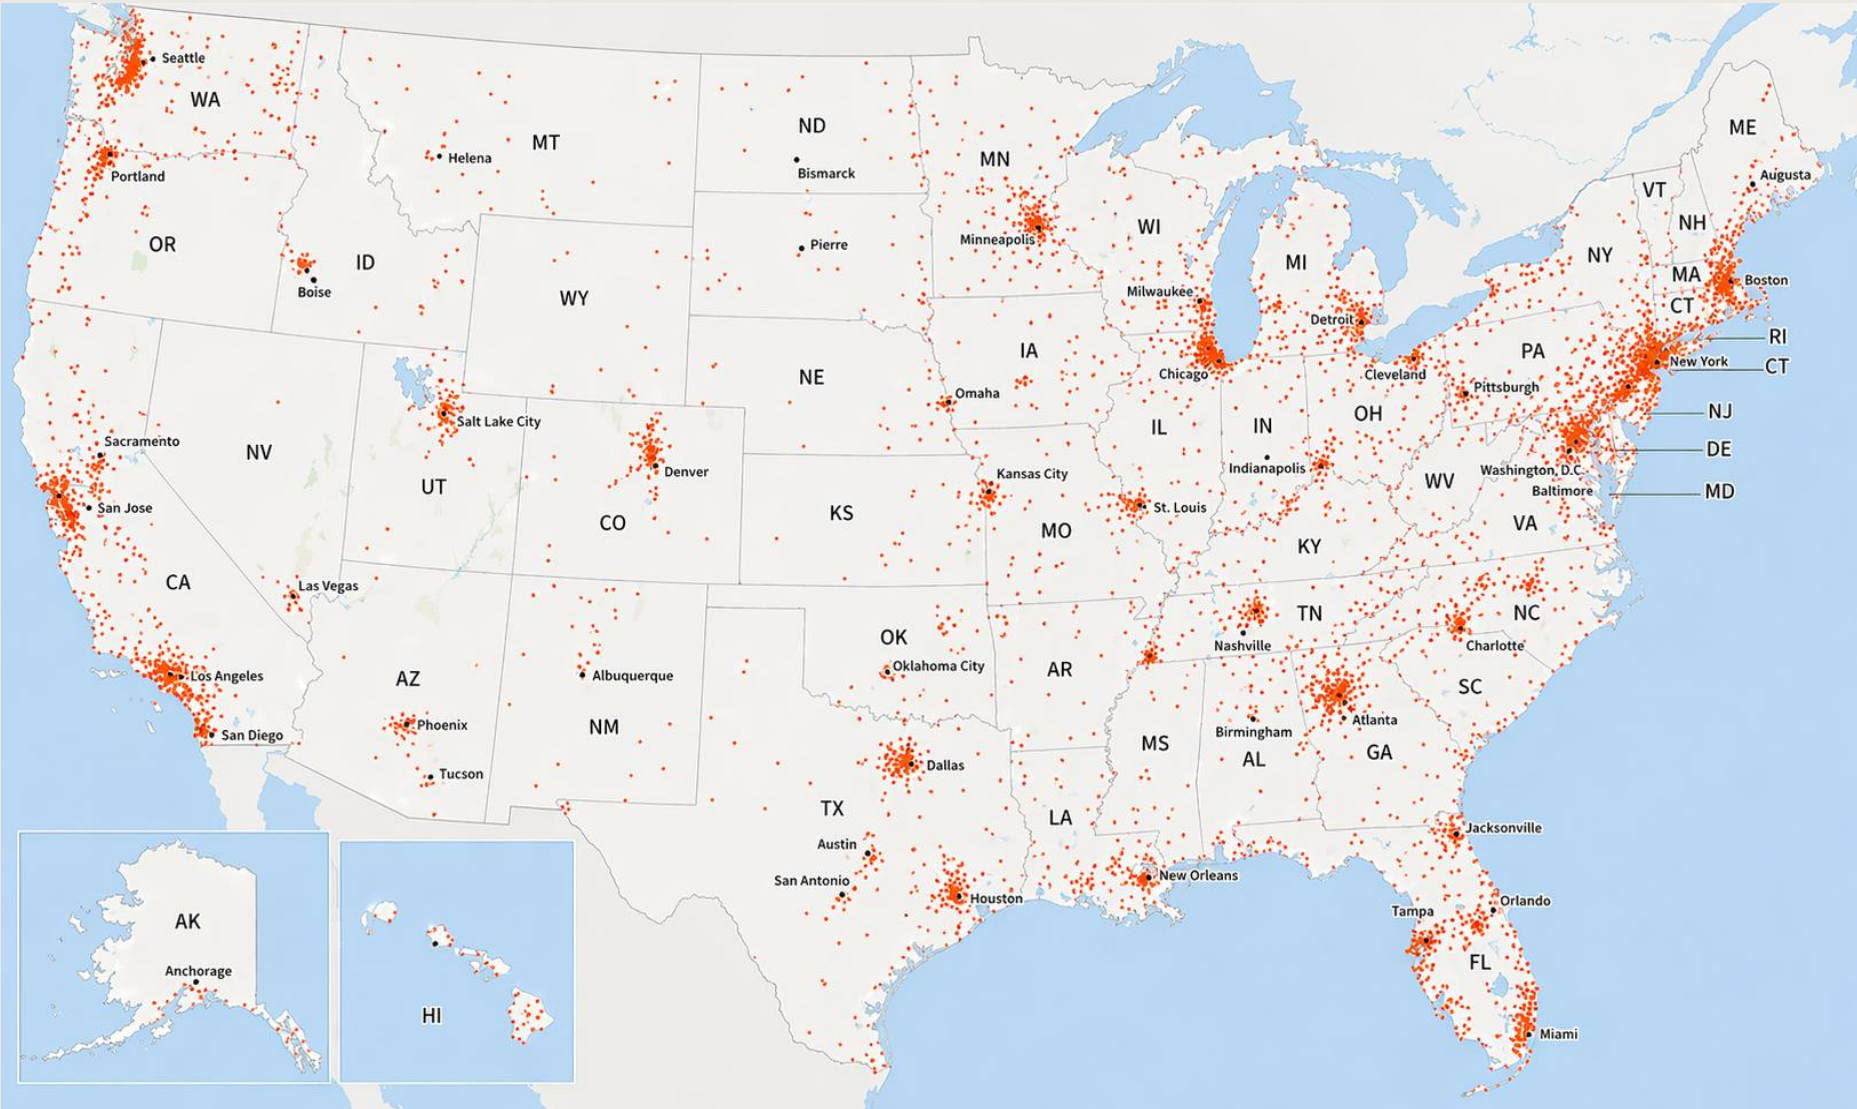 Seattle
WA
MT
ND
MN
ME
Helena
Bismarck
Portland
VT
Augusta
NH
OR
ID
Pierre
Minneapolis
WI
NY
MI
MA
Boston
Boise
WY
Milwaukee
CT
Detroit
RI
IA
PA
New York
CT
NE
Chicago
Cleveland
Pittsburgh
Omaha
NJ
Salt Lake City
OH
IL
IN
Sacramento
NV
DE
Denver
Kansas City
Indianapolis
Washington, D.C.
UT
WV
Baltimore
MD
San Jose
CO
KS
MO
St. Louis
VA
KY
CA
Las Vegas
TN
NC
OK
Nashville
Charlotte
Los Angeles
AZ
Albuquerque
Oklahoma City
AR
SC
Phoenix
NM
Atlanta
San Diego
Birmingham
MS
AL
GA
Tucson
Dallas
TX
LA
Jacksonville
Austin
San Antonio
New Orleans
Houston
Orlando
Tampa
AK
FL
Anchorage
HI
Miami